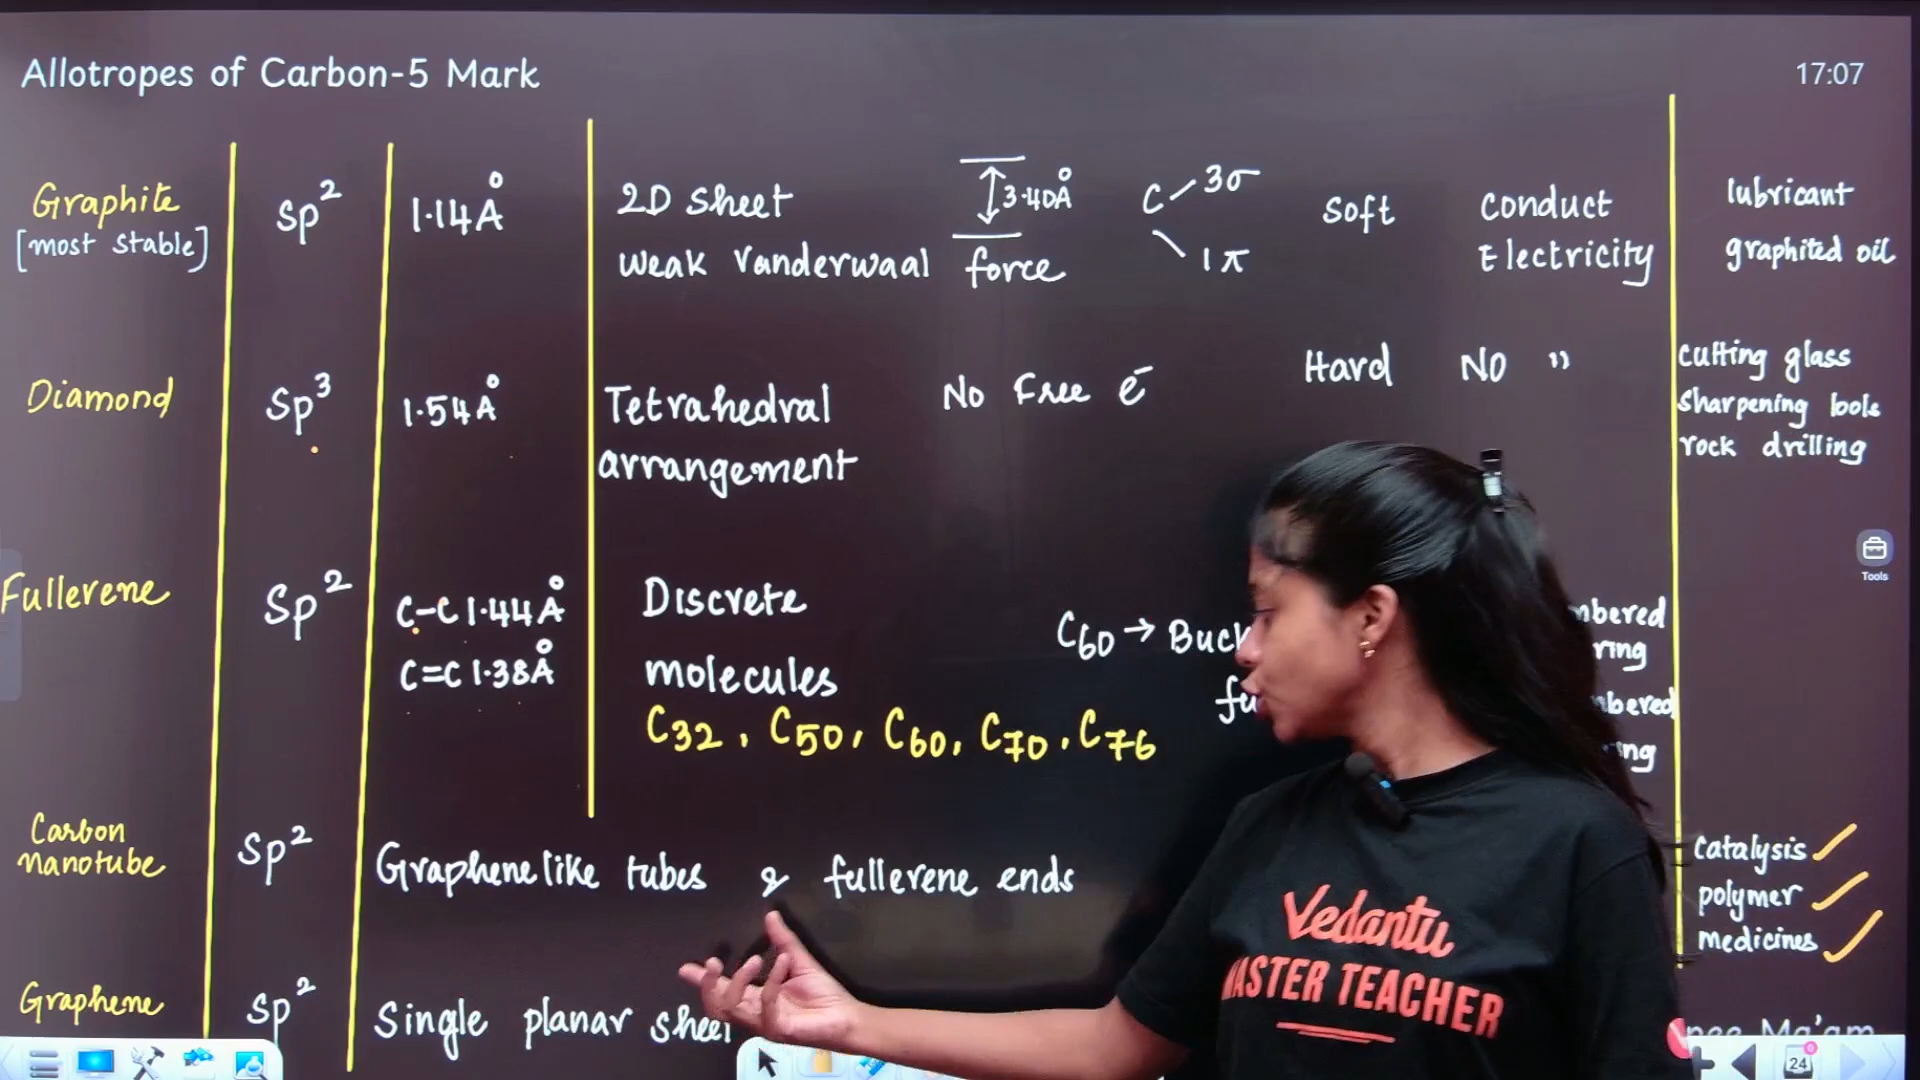 Allotropes of Carbon-5 Mark
17:07
Graphite
[most stable]
Sp²
1.14Å
2D sheet
weak Vanderwaal force
3.40Å
C
3σ
1π
Soft
Conduct
Electricity
lubricant
graphited oil
Diamond
Sp³
1.54Å
Tetrahedral
arrangement
No Free e⁻
Hard
NO "
cutting glass
sharpening tools
rock drilling
Fullerene
Sp²
C-C 1.44Å
C=C 1.38Å
Discrete
molecules
C₃₂, C₅₀, C₆₀, C₇₀, C₇₆
C₆₀ →
Tools
Carbon
nanotube
Sp²
Graphene like tubes & fullerene ends
catalysis
polymer
medicines
Graphene
Sp²
Single planar sheet
Vedantu
MASTER TEACHER
Ma'am
24